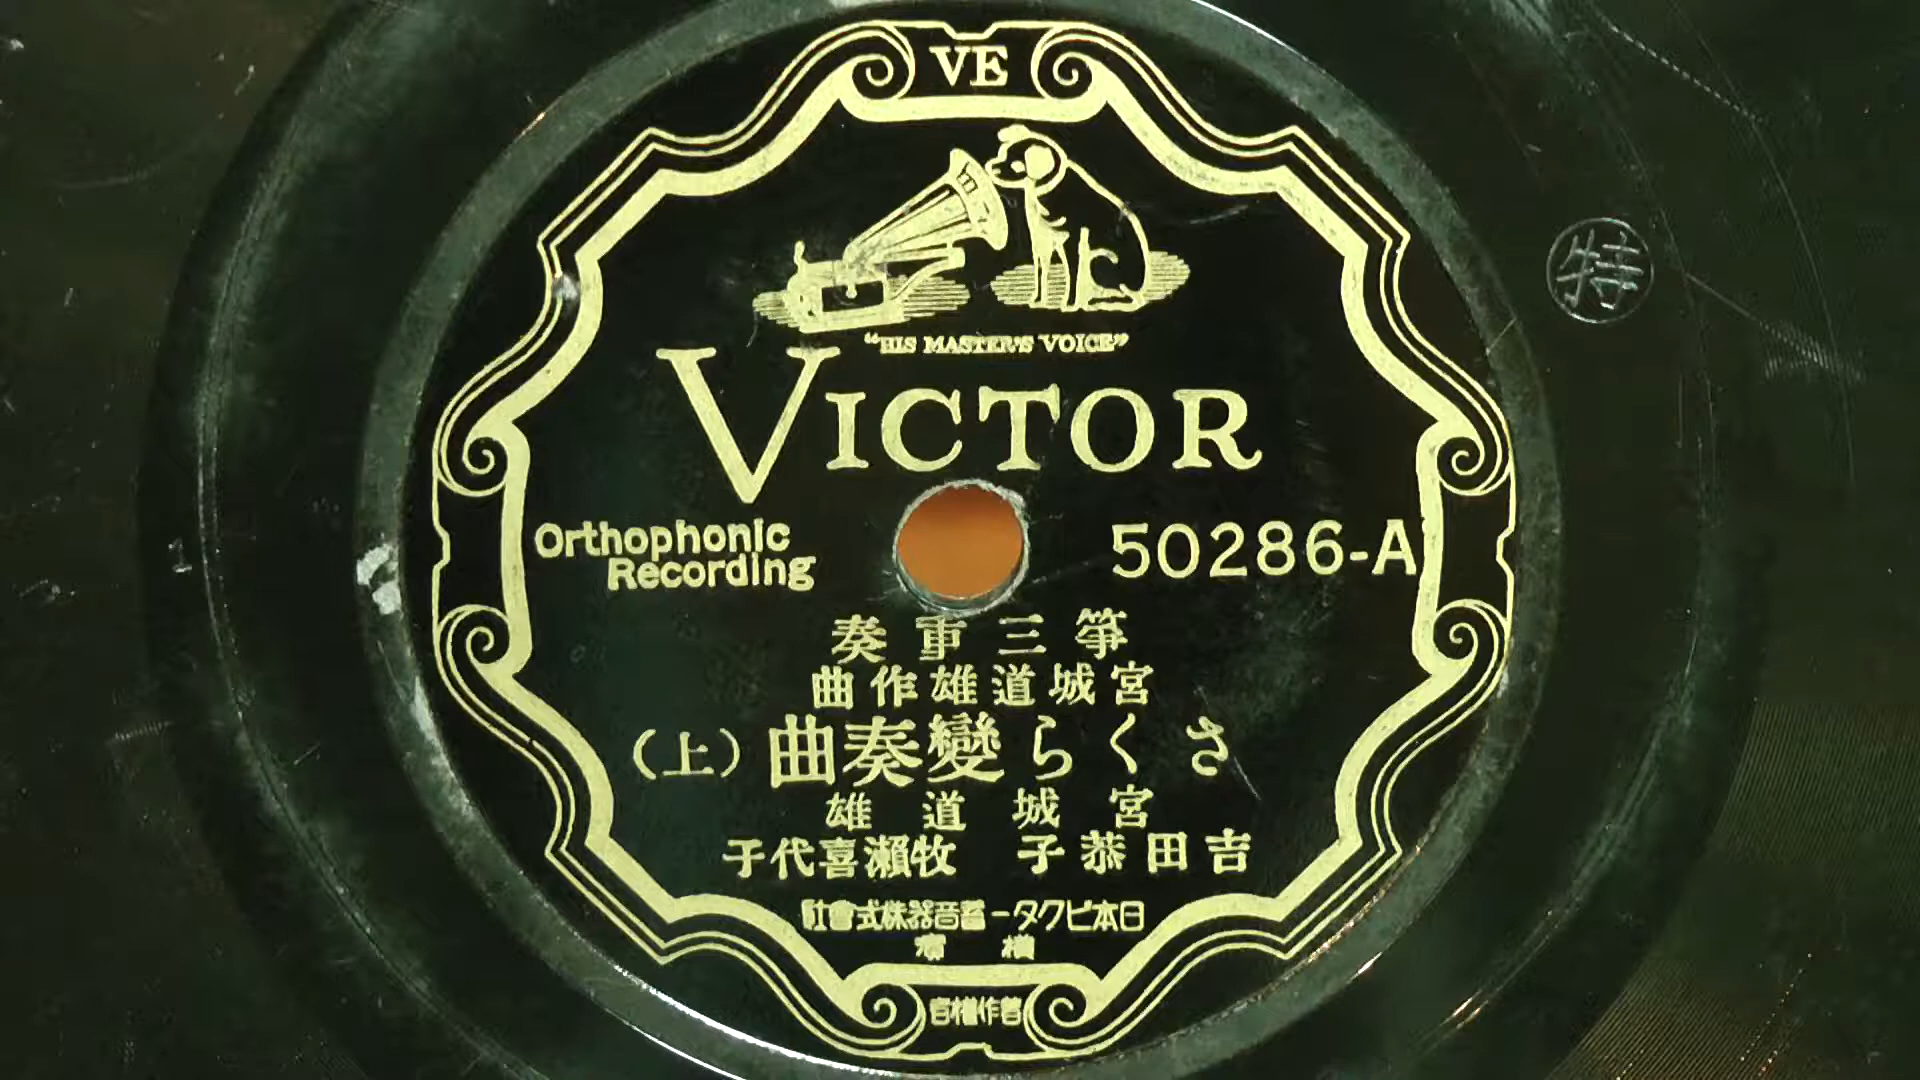 VE
"HIS MASTER'S VOICE"
VICTOR
Orthophonic
Recording
50286-A
奏重三箏
曲作雄道城宮
（上）曲奏變らくさ
雄道城宮
子代喜瀬牧 子恭田吉
社會式株器音蓄ータクビ本日
濱横
有權作著
特
1